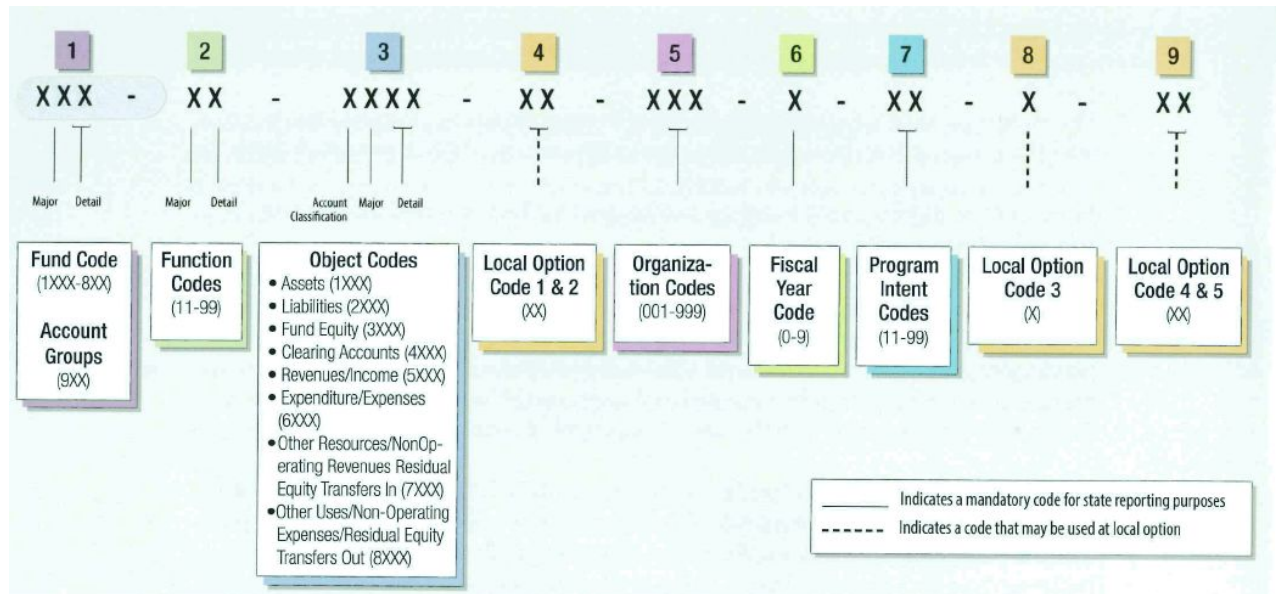 1 2 3 4 5 6 7 8 9
XXX - XX - XXXX - XX - XXX - X - XX - X - XX
Major Detail Major Detail Account Classification Major Detail
Fund Code
(1XXX-8XX)
Account
Groups
(9XX)
Function
Codes
(11-99)
Object Codes
• Assets (1XXX)
• Liabilities (2XXX)
• Fund Equity (3XXX)
• Clearing Accounts (4XXX)
• Revenues/Income (5XXX)
• Expenditure/Expenses
(6XXX)
• Other Resources/NonOp-
erating Revenues Residual
Equity Transfers In (7XXX)
•Other Uses/Non-Operating
Expenses/Residual Equity
Transfers Out (8XXX)
Local Option
Code 1 & 2
(XX)
Organiza-
tion Codes
(001-999)
Fiscal
Year
Code
(0-9)
Program
Intent
Codes
(11-99)
Local Option
Code 3
(X)
Local Option
Code 4 & 5
(XX)
Indicates a mandatory code for state reporting purposes
Indicates a code that may be used at local option